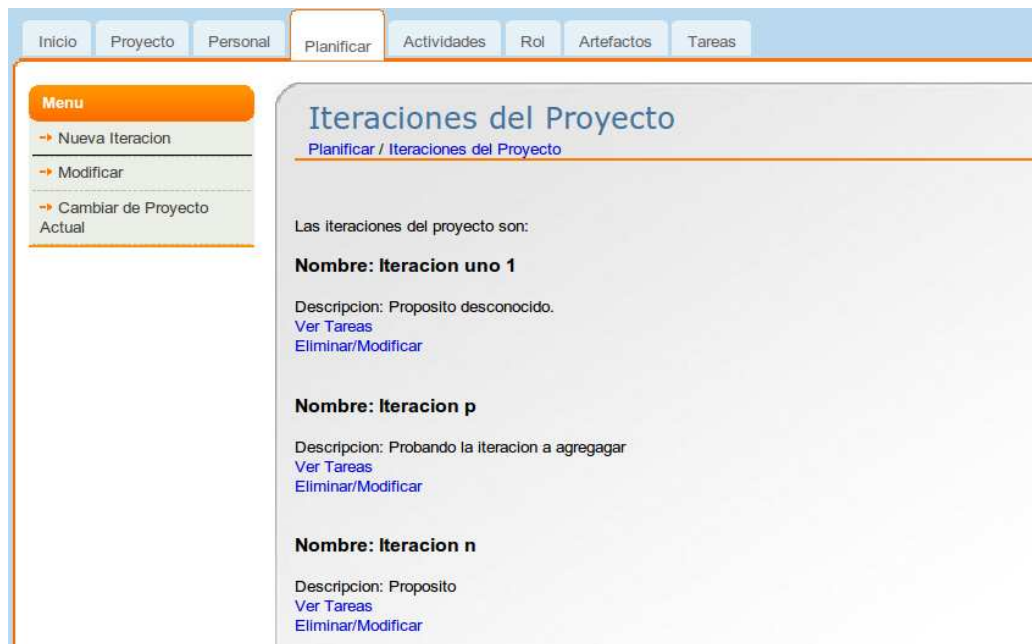 Inicio Proyecto Personal Planificar Actividades Rol Artefactos Tareas
Menu
Nueva Iteracion
Modificar
Cambiar de Proyecto
Actual
Iteraciones del Proyecto
Planificar / Iteraciones del Proyecto
Las iteraciones del proyecto son:
Nombre: Iteracion uno 1
Descripcion: Proposito desconocido.
Ver Tareas
Eliminar/Modificar
Nombre: Iteracion p
Descripcion: Probando la iteracion a agregagar
Ver Tareas
Eliminar/Modificar
Nombre: Iteracion n
Descripcion: Proposito
Ver Tareas
Eliminar/Modificar